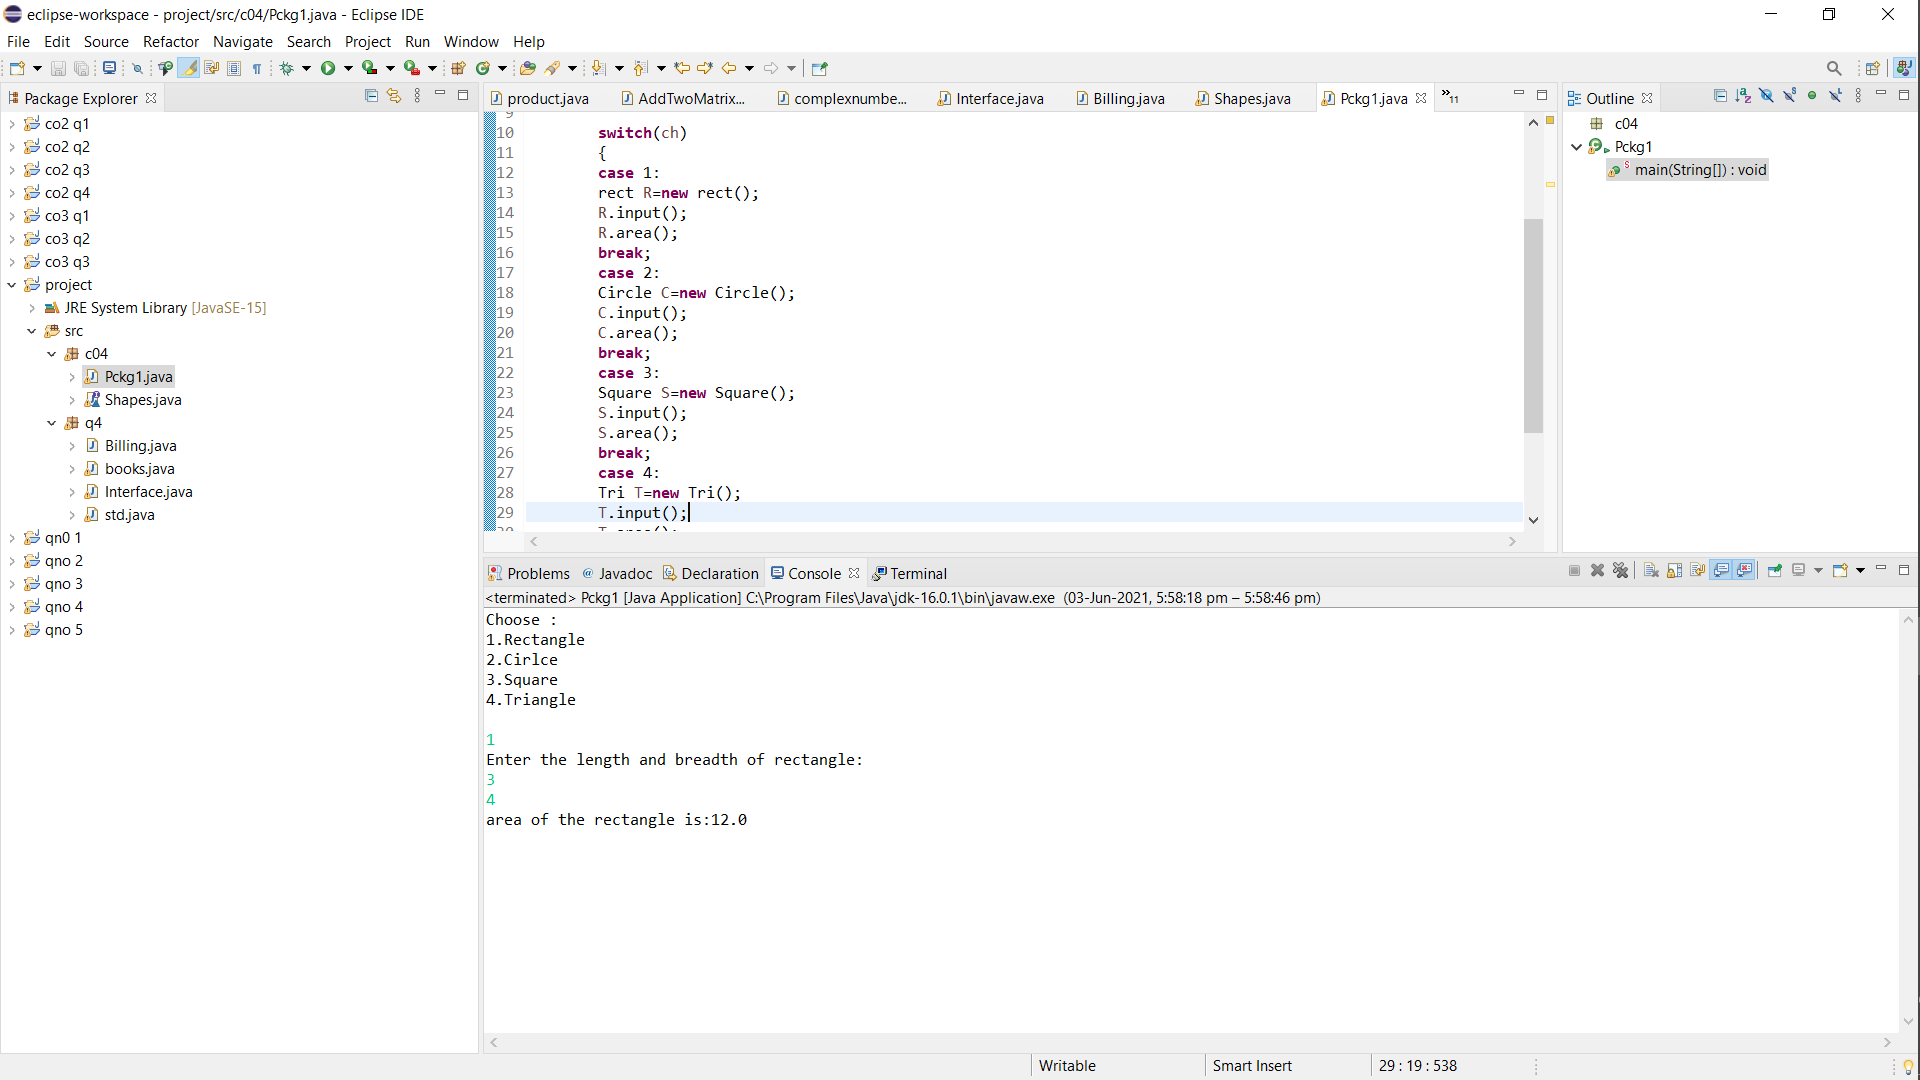 eclipse-workspace - project/src/c04/Pckg1.java - Eclipse IDE
File Edit Source Refactor Navigate Search Project Run Window Help
Package Explorer
co2 q1
co2 q2
co2 q3
co2 q4
co3 q1
co3 q2
co3 q3
project
JRE System Library [JavaSE-15]
src
c04
Pckg1.java
Shapes.java
q4
Billing.java
books.java
Interface.java
std.java
qn0 1
qno 2
qno 3
qno 4
qno 5
product.java AddTwoMatrix... complexnumbe... Interface.java Billing.java Shapes.java Pckg1.java »11
9
10 switch(ch)
11 {
12 case 1:
13 rect R=new rect();
14 R.input();
15 R.area();
16 break;
17 case 2:
18 Circle C=new Circle();
19 C.input();
20 C.area();
21 break;
22 case 3:
23 Square S=new Square();
24 S.input();
25 S.area();
26 break;
27 case 4:
28 Tri T=new Tri();
29 T.input();
30 T.area();
Outline
c04
Pckg1
main(String[]) : void
Problems @ Javadoc Declaration Console Terminal
<terminated> Pckg1 [Java Application] C:\Program Files\Java\jdk-16.0.1\bin\javaw.exe (03-Jun-2021, 5:58:18 pm – 5:58:46 pm)
Choose :
1.Rectangle
2.Cirlce
3.Square
4.Triangle
1
Enter the length and breadth of rectangle:
3
4
area of the rectangle is:12.0
Writable Smart Insert 29 : 19 : 538